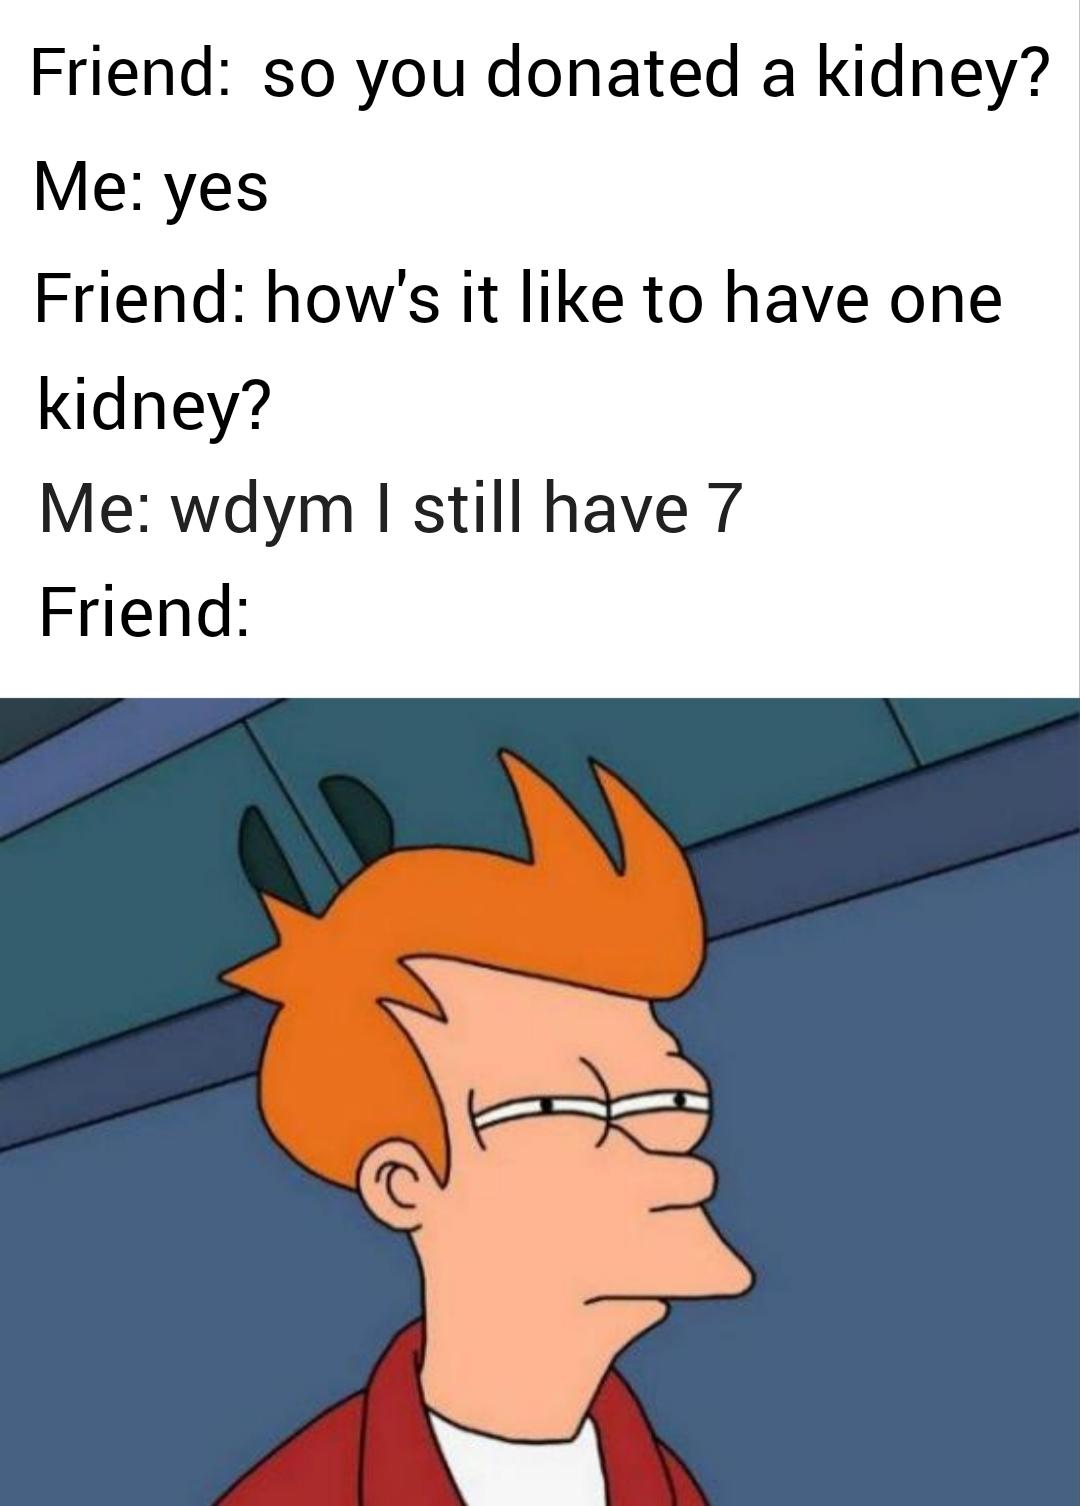 Friend: so you donated a kidney?
Me: yes
Friend: how's it like to have one
kidney?
Me: wdym I still have 7
Friend: